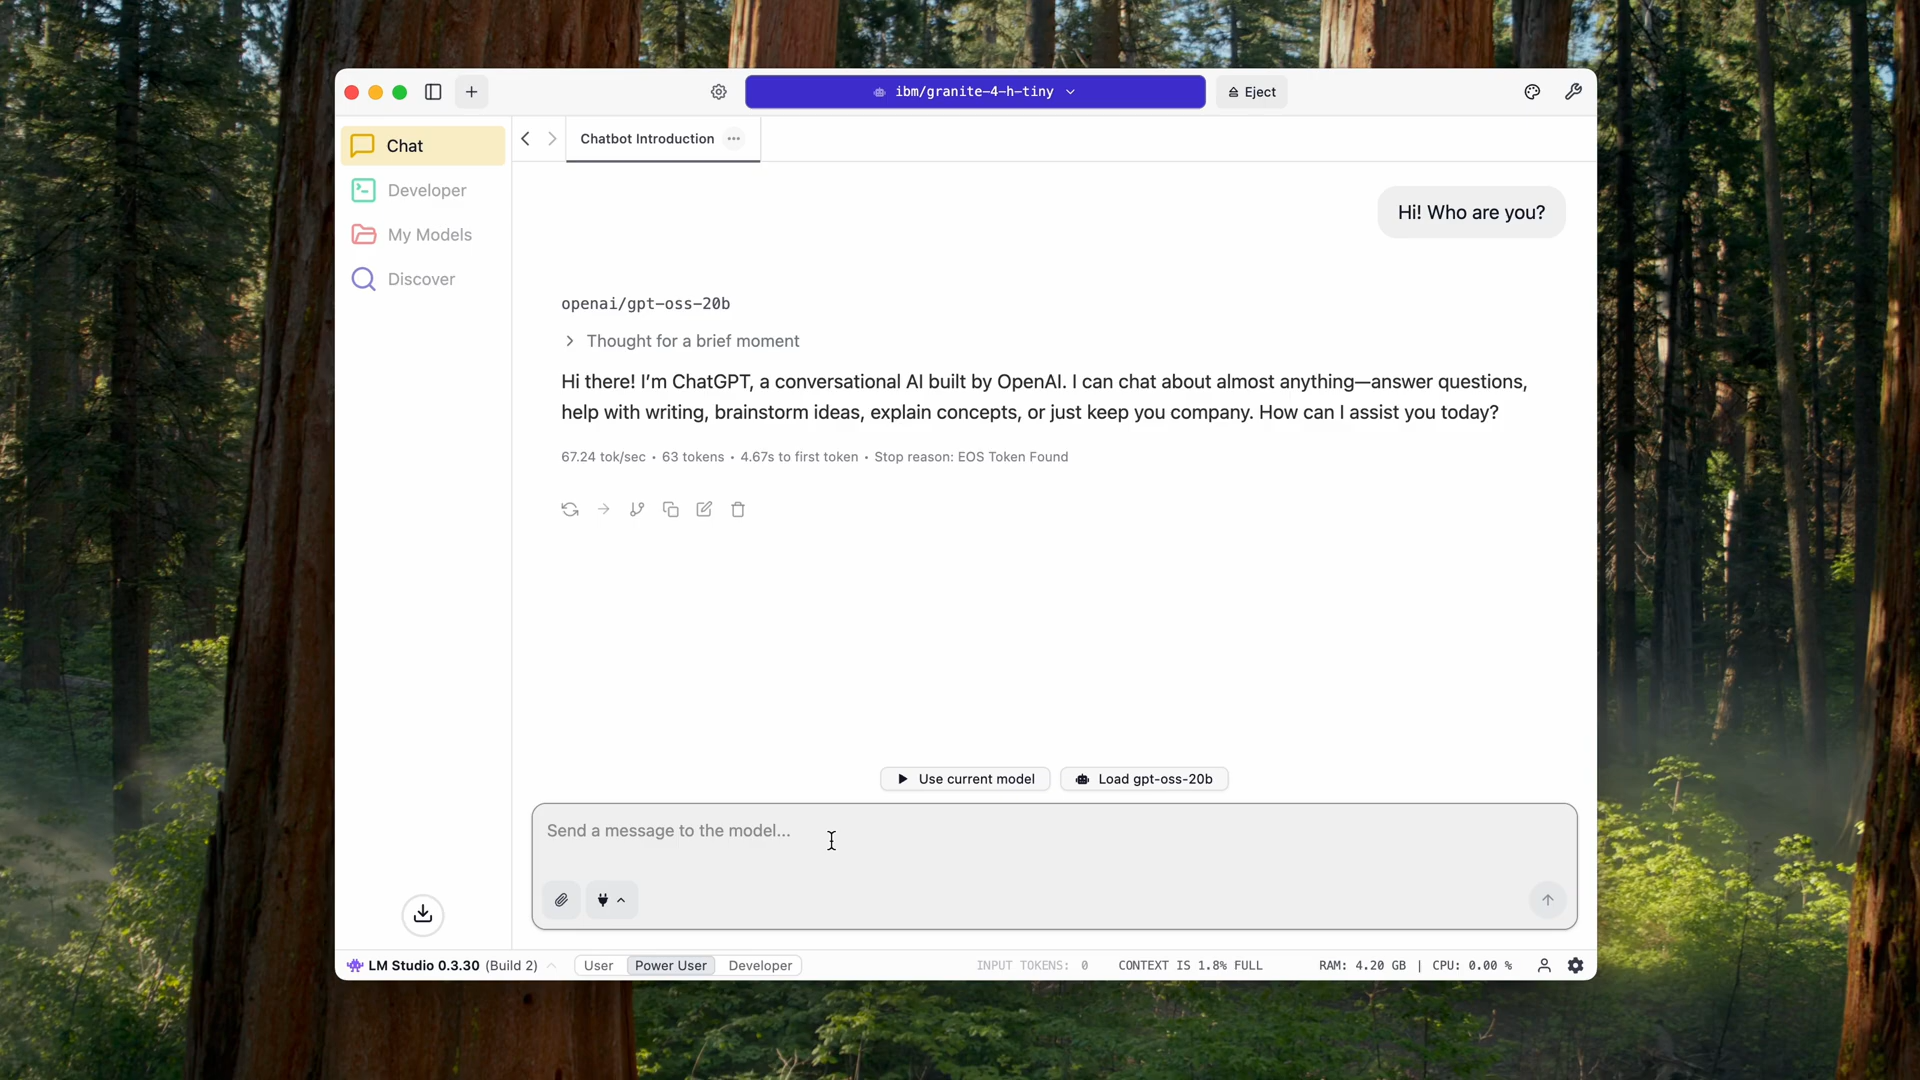 ibm/granite-4-h-tiny
Eject
Chat
Developer
My Models
Discover
Chatbot Introduction
Hi! Who are you?
openai/gpt-oss-20b
Thought for a brief moment
Hi there! I'm ChatGPT, a conversational AI built by OpenAI. I can chat about almost anything—answer questions,
help with writing, brainstorm ideas, explain concepts, or just keep you company. How can I assist you today?
67.24 tok/sec • 63 tokens • 4.67s to first token • Stop reason: EOS Token Found
Use current model
Load gpt-oss-20b
Send a message to the model...
LM Studio 0.3.30 (Build 2)
User
Power User
Developer
INPUT TOKENS: 0
CONTEXT IS 1.8% FULL
RAM: 4.20 GB | CPU: 0.00 %